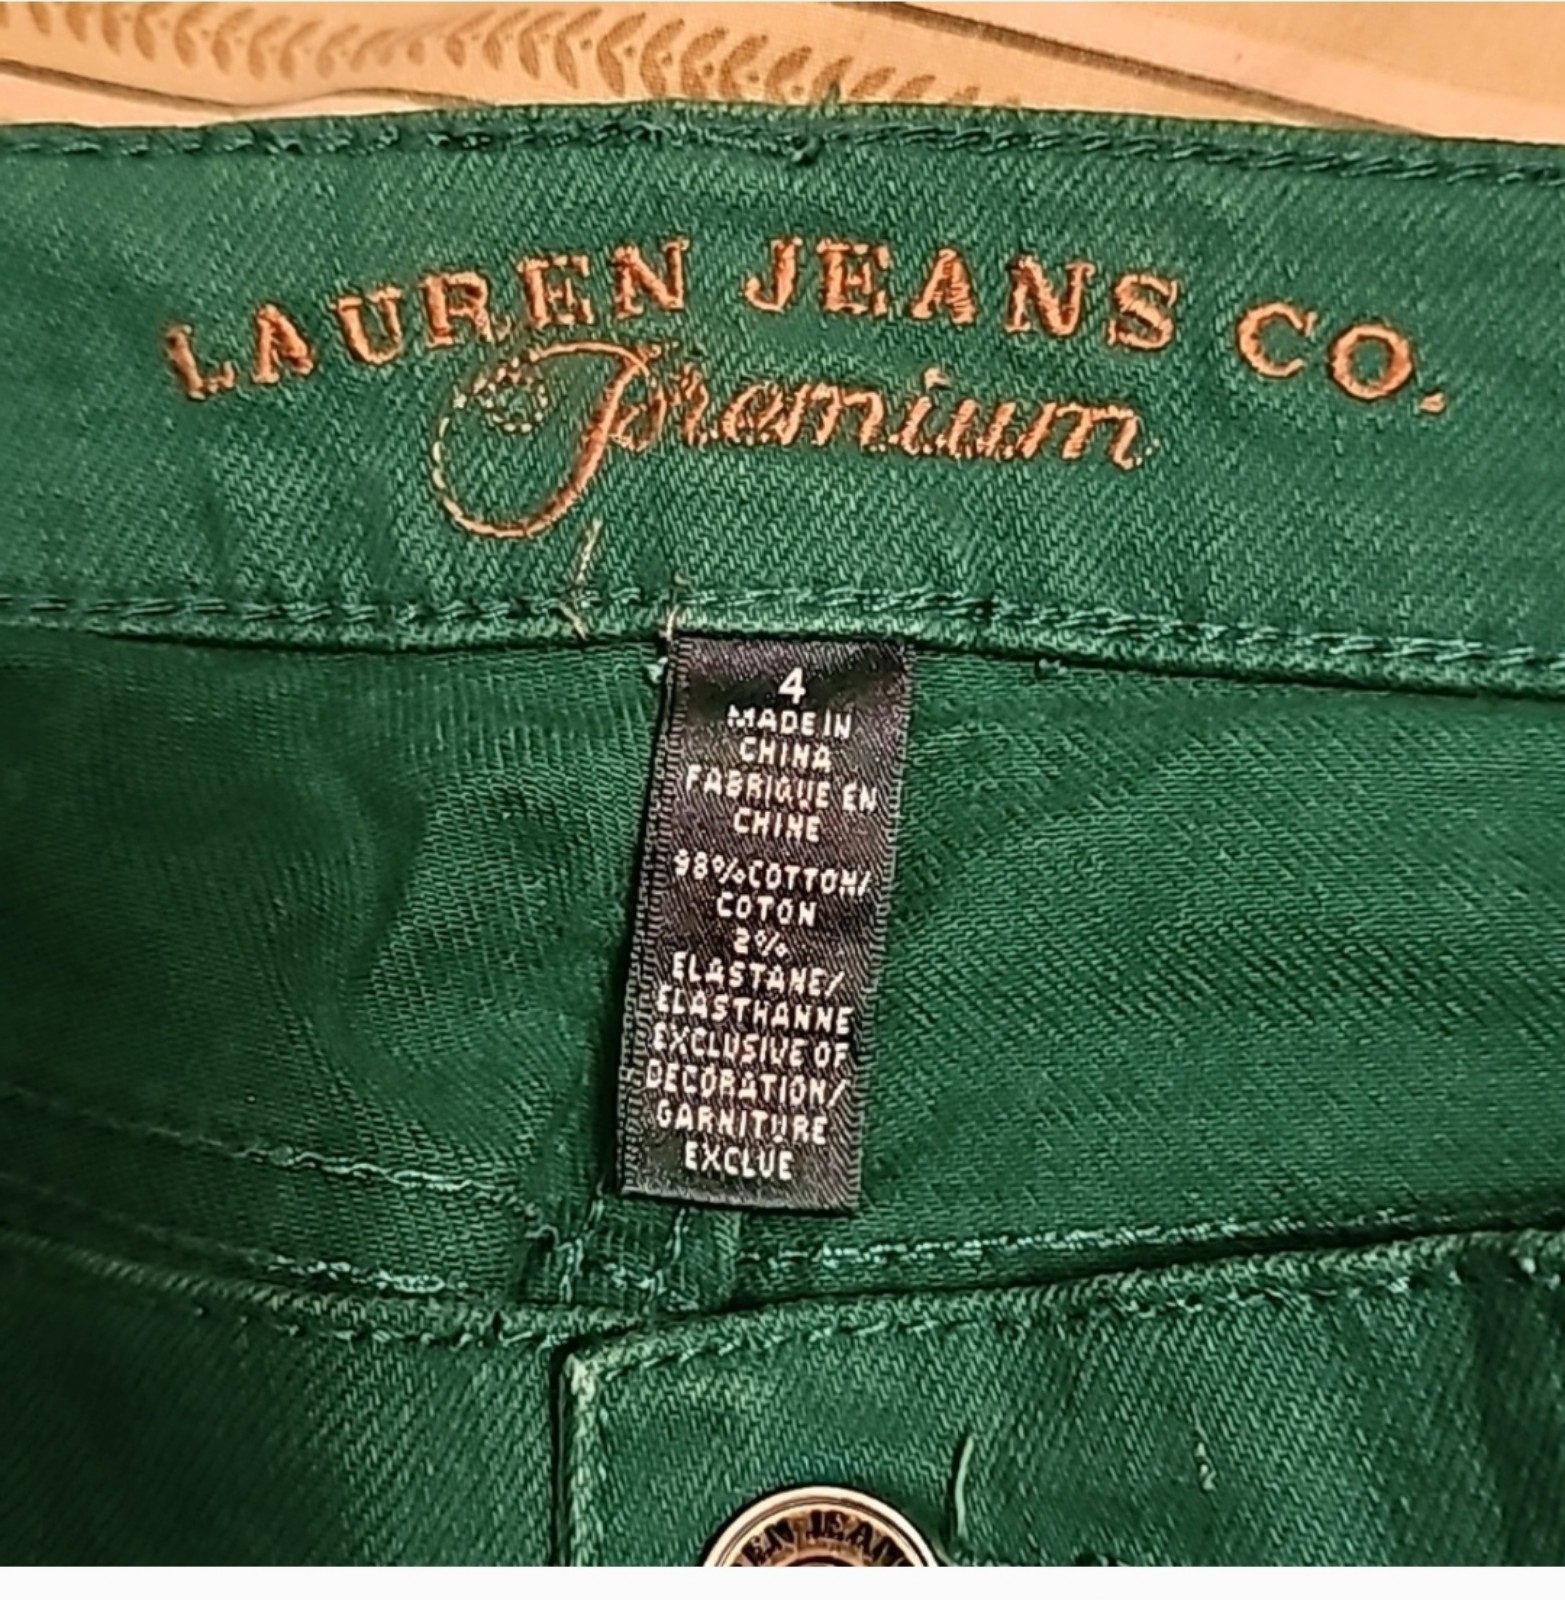 LAUREN JEANS CO.
Premium
4
MADE IN
CHINA
FABRIQUE EN
CHINE
98% COTTON/
COTON
2%
ELASTANE/
ELASTHANNE
EXCLUSIVE OF
DECORATION/
GARNITURE
EXCLUE